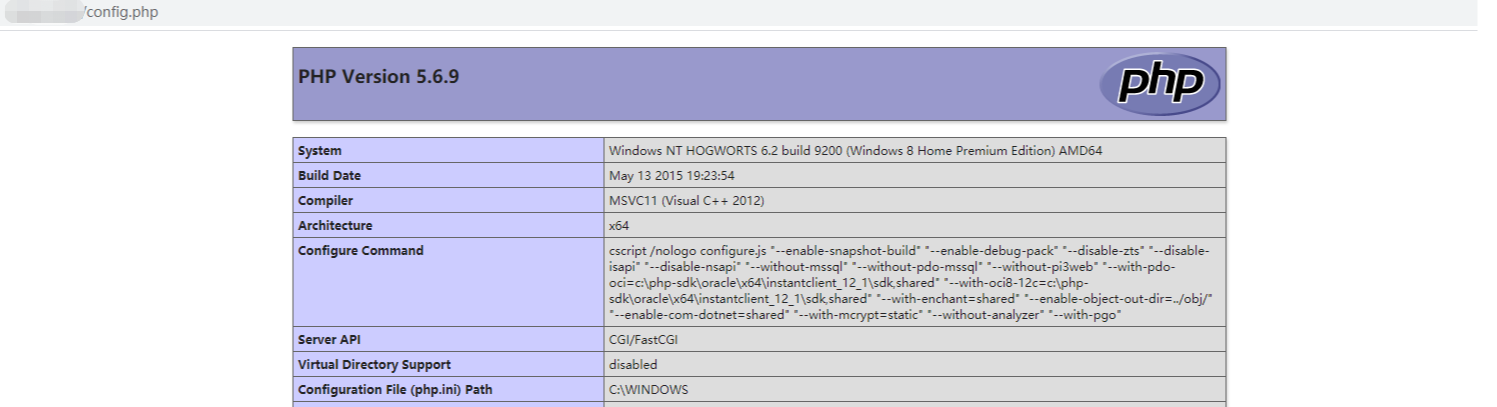 /config.php
PHP Version 5.6.9
php
System
Windows NT HOGWORTS 6.2 build 9200 (Windows 8 Home Premium Edition) AMD64
Build Date
May 13 2015 19:23:54
Compiler
MSVC11 (Visual C++ 2012)
Architecture
x64
Configure Command
cscript /nologo configure.js "--enable-snapshot-build" "--enable-debug-pack" "--disable-zts" "--disable-
isapi" "--disable-nsapi" "--without-mssql" "--without-pdo-mssql" "--without-pi3web" "--with-pdo-
oci=c:\php-sdk\oracle\x64\instantclient_12_1\sdk,shared" "--with-oci8-12c=c:\php-
sdk\oracle\x64\instantclient_12_1\sdk,shared" "--with-enchant=shared" "--enable-object-out-dir=../obj/"
"--enable-com-dotnet=shared" "--with-mcrypt=static" "--without-analyzer" "--with-pgo"
Server API
CGI/FastCGI
Virtual Directory Support
disabled
Configuration File (php.ini) Path
C:\WINDOWS